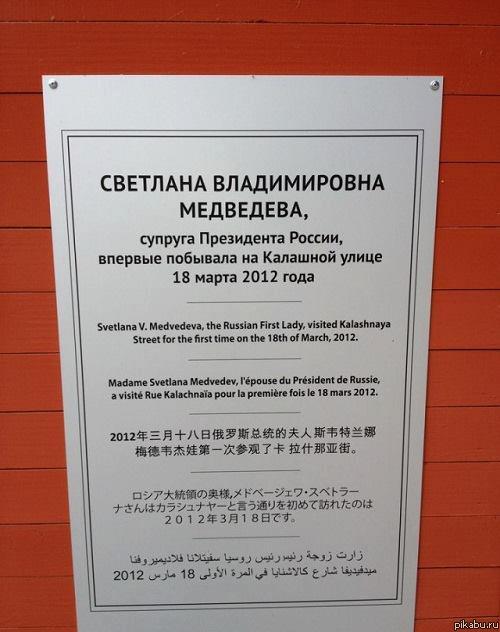 СВЕТЛАНА ВЛАДИМИРОВНА
МЕДВЕДЕВА,
супруга Президента России,
впервые побывала на Калашной улице
18 марта 2012 года
Svetlana V. Medvedeva, the Russian First Lady, visited Kalashnaya
Street for the first time on the 18th of March, 2012.
Madame Svetlana Medvedev, l'épouse du Président de Russie,
a visité Rue Kalachnaïa pour la première fois le 18 mars 2012.
2012年三月十八日俄罗斯总统的夫人斯韦特兰娜
梅德韦杰娃第一次参观了卡 拉什那亚街。
ロシア大統領の奥様,メドベージェワ・スベトラー
ナさんはカラシュナヤーと言う通りを初めて訪れたのは
2012年3月18日です。
زارت زوجة رئيس روسيا سفيتلانا فلاديميروفنا
ميدفيديفا شارع كالاشنايا في المرة الأولى 18 مارس 2012
pikabu.ru